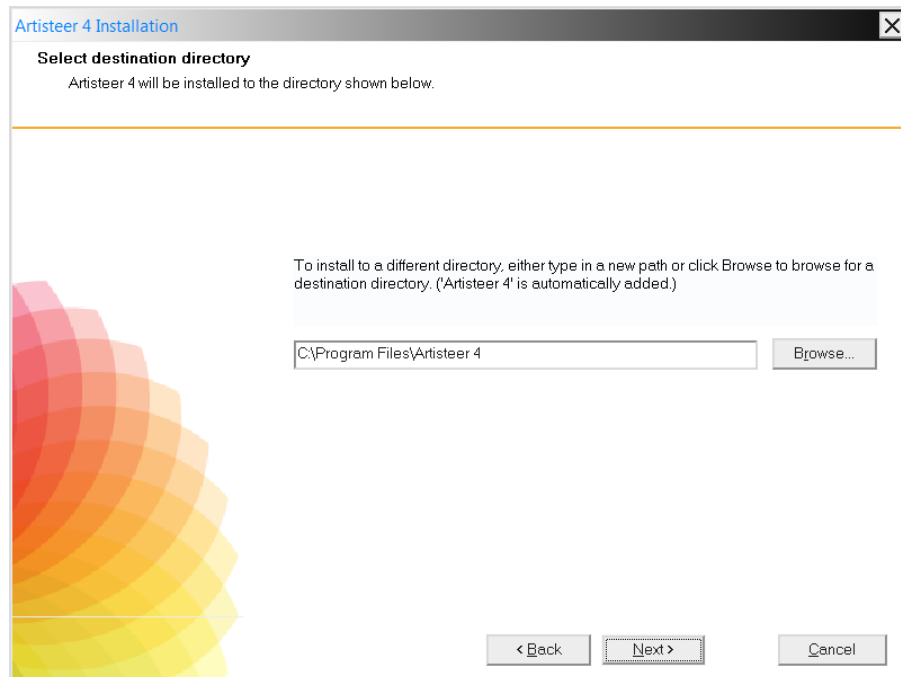 Artisteer 4 Installation
Select destination directory
Artisteer 4 will be installed to the directory shown below.
To install to a different directory, either type in a new path or click Browse to browse for a
destination directory. ('Artisteer 4' is automatically added.)
C:\Program Files\Artisteer 4
Browse...
< Back
Next >
Cancel